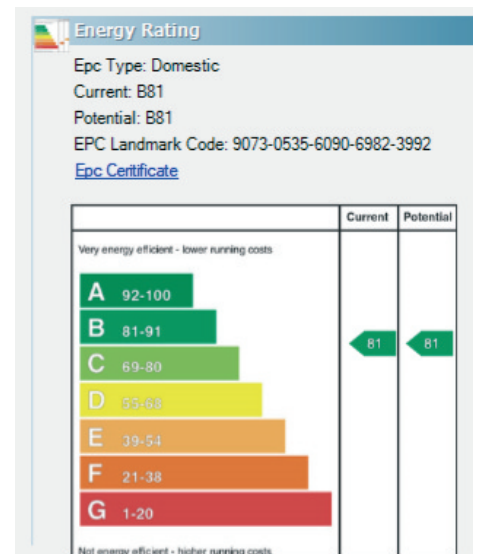 Energy Rating
Epc Type: Domestic
Current: B81
Potential: B81
EPC Landmark Code: 9073-0535-6090-6982-3992
Epc Ceritificate
Current Potential
Very energy efficient - lower running costs
A 92-100
B 81-91
81 81
C 69-80
D 55-68
E 39-54
F 21-38
G 1-20
Not energy efficient - higher running costs